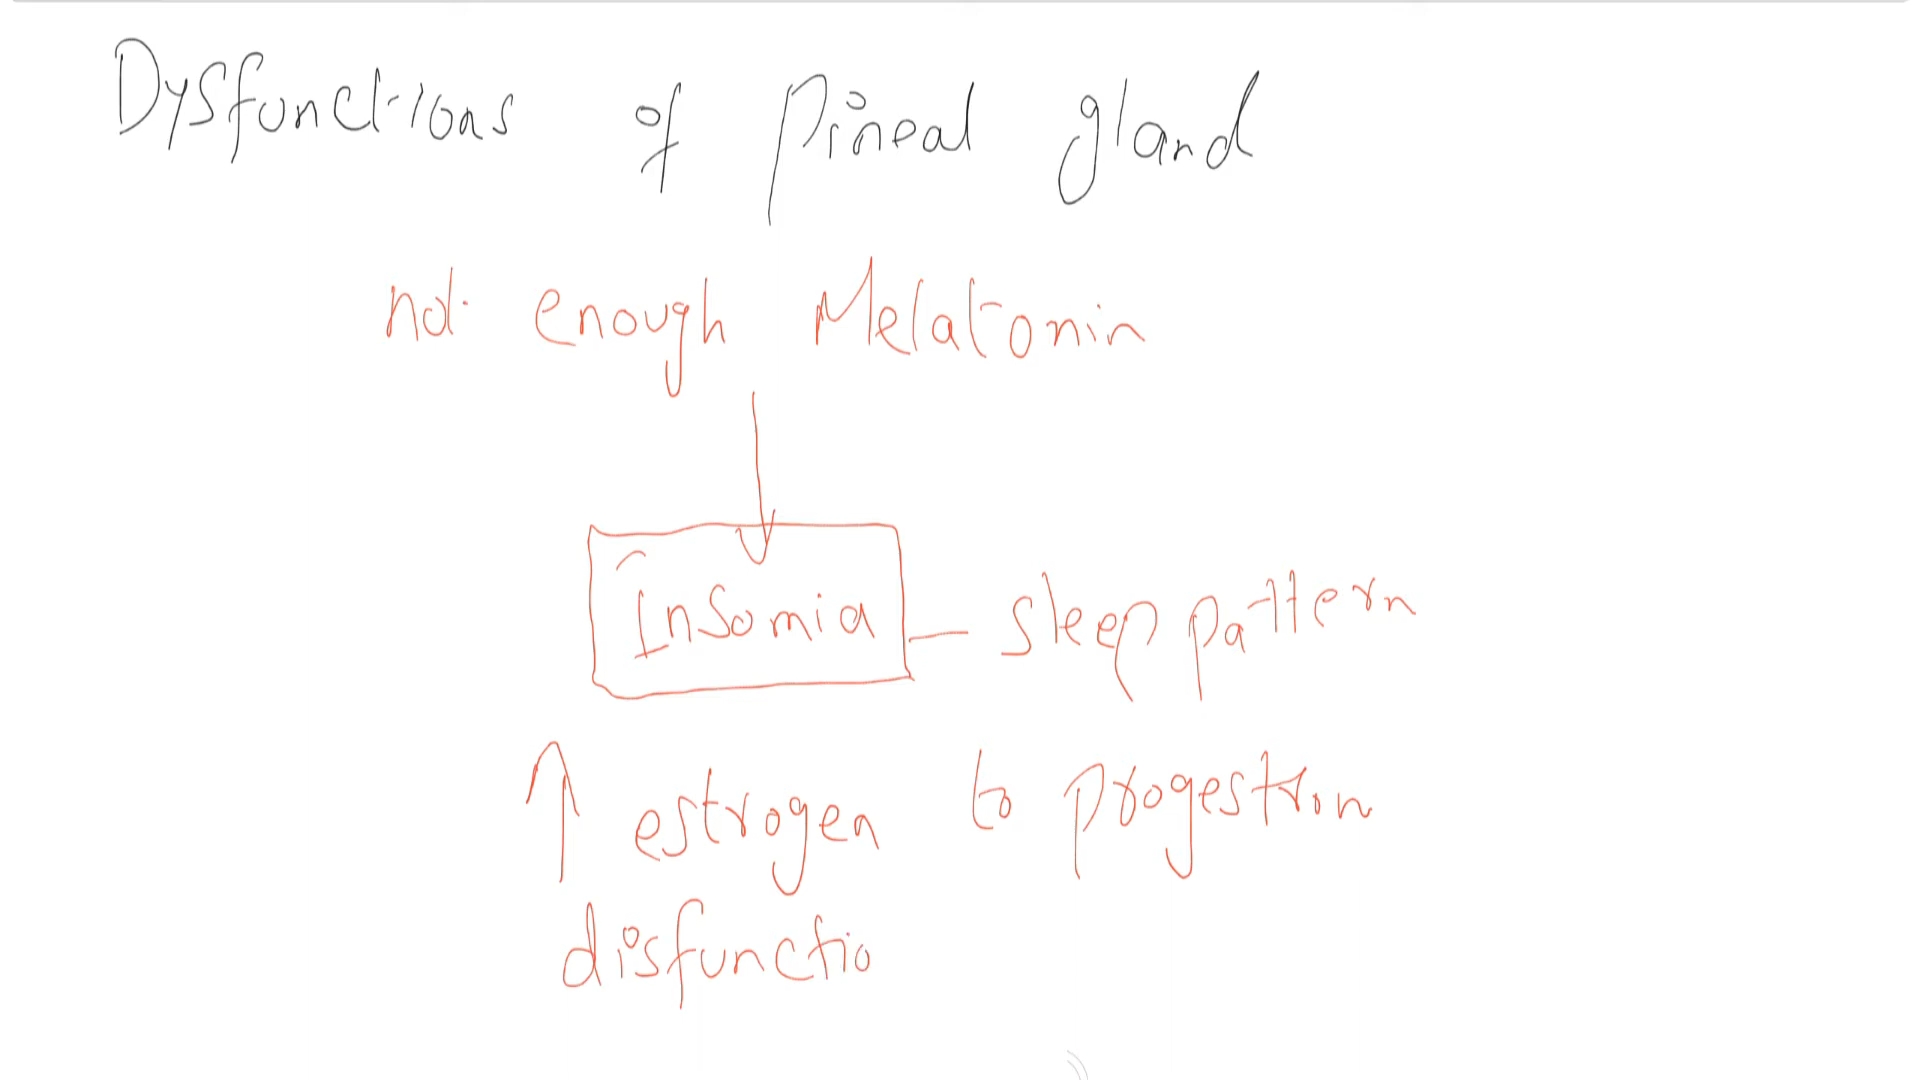 Dysfunctions of Pineal gland
not enough Melatonin
Insomia - sleep pattern
↑ estrogen to progestron
disfunctio